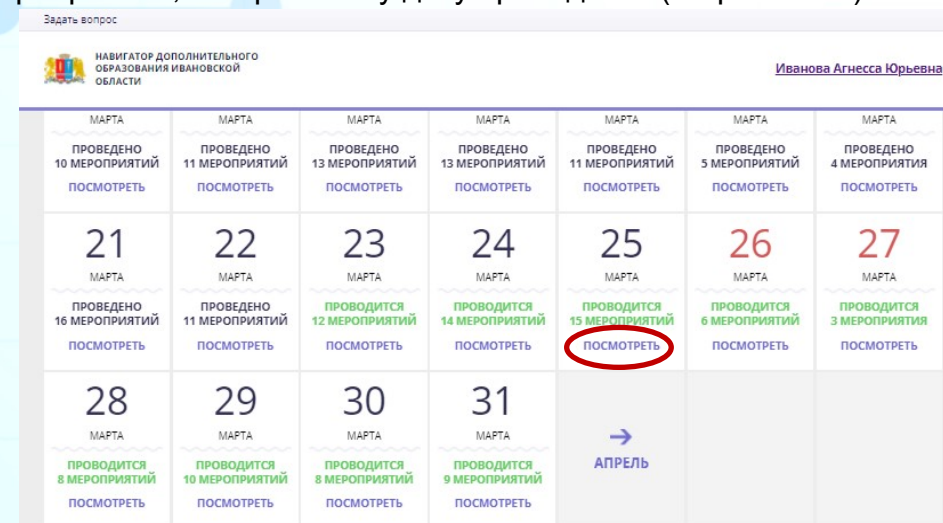 Задать вопрос
НАВИГАТОР ДОПОЛНИТЕЛЬНОГО
ОБРАЗОВАНИЯ ИВАНОВСКОЙ
ОБЛАСТИ
Иванова Агнесса Юрьевна
МАРТА МАРТА МАРТА МАРТА МАРТА МАРТА МАРТА
ПРОВЕДЕНО ПРОВЕДЕНО ПРОВЕДЕНО ПРОВЕДЕНО ПРОВЕДЕНО ПРОВЕДЕНО ПРОВЕДЕНО
10 МЕРОПРИЯТИЙ 11 МЕРОПРИЯТИЙ 13 МЕРОПРИЯТИЙ 13 МЕРОПРИЯТИЙ 11 МЕРОПРИЯТИЙ 5 МЕРОПРИЯТИЙ 4 МЕРОПРИЯТИЯ
ПОСМОТРЕТЬ ПОСМОТРЕТЬ ПОСМОТРЕТЬ ПОСМОТРЕТЬ ПОСМОТРЕТЬ ПОСМОТРЕТЬ ПОСМОТРЕТЬ
21 22 23 24 25 26 27
МАРТА МАРТА МАРТА МАРТА МАРТА МАРТА МАРТА
ПРОВЕДЕНО ПРОВЕДЕНО ПРОВОДИТСЯ ПРОВОДИТСЯ ПРОВОДИТСЯ ПРОВОДИТСЯ ПРОВОДИТСЯ
16 МЕРОПРИЯТИЙ 11 МЕРОПРИЯТИЙ 12 МЕРОПРИЯТИЙ 14 МЕРОПРИЯТИЙ 15 МЕРОПРИЯТИЙ 6 МЕРОПРИЯТИЙ 3 МЕРОПРИЯТИЯ
ПОСМОТРЕТЬ ПОСМОТРЕТЬ ПОСМОТРЕТЬ ПОСМОТРЕТЬ ПОСМОТРЕТЬ ПОСМОТРЕТЬ ПОСМОТРЕТЬ
28 29 30 31
МАРТА МАРТА МАРТА МАРТА
→
АПРЕЛЬ
ПРОВОДИТСЯ ПРОВОДИТСЯ ПРОВОДИТСЯ ПРОВОДИТСЯ
8 МЕРОПРИЯТИЙ 10 МЕРОПРИЯТИЙ 8 МЕРОПРИЯТИЙ 9 МЕРОПРИЯТИЙ
ПОСМОТРЕТЬ ПОСМОТРЕТЬ ПОСМОТРЕТЬ ПОСМОТРЕТЬ